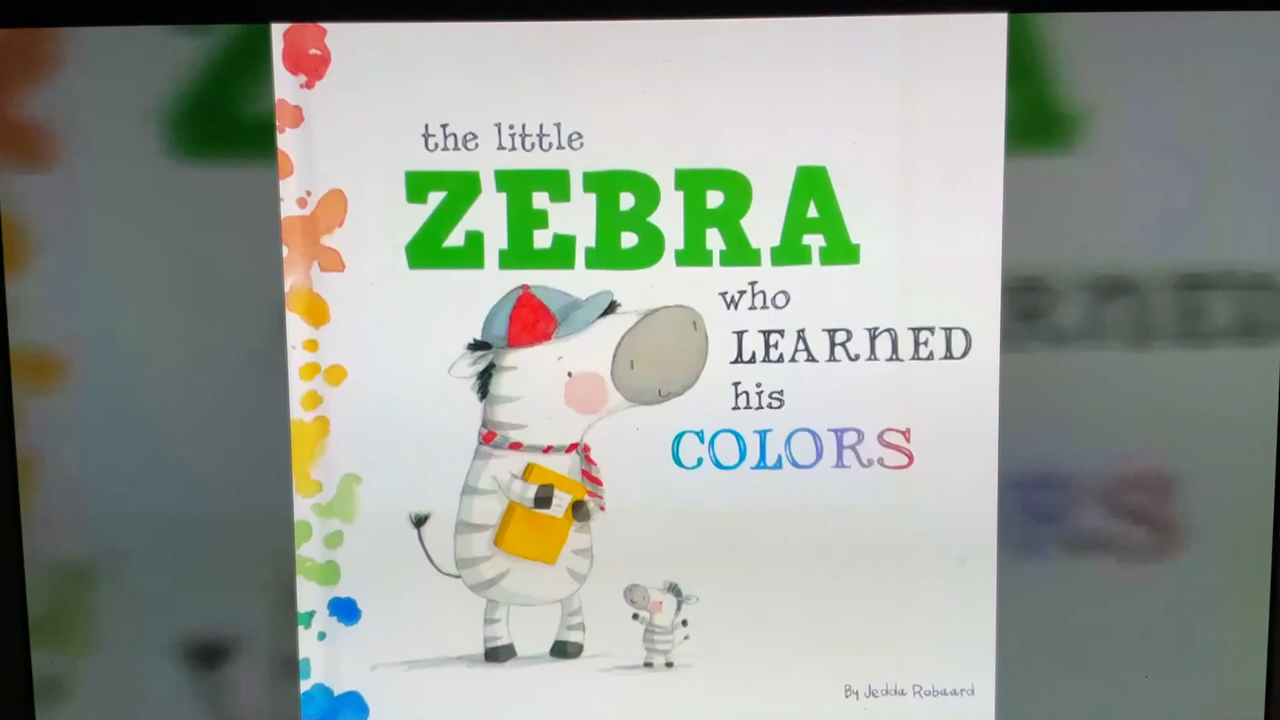 the little
ZEBRA
who
LEARNED
his
COLORS
By Jedda Robaard